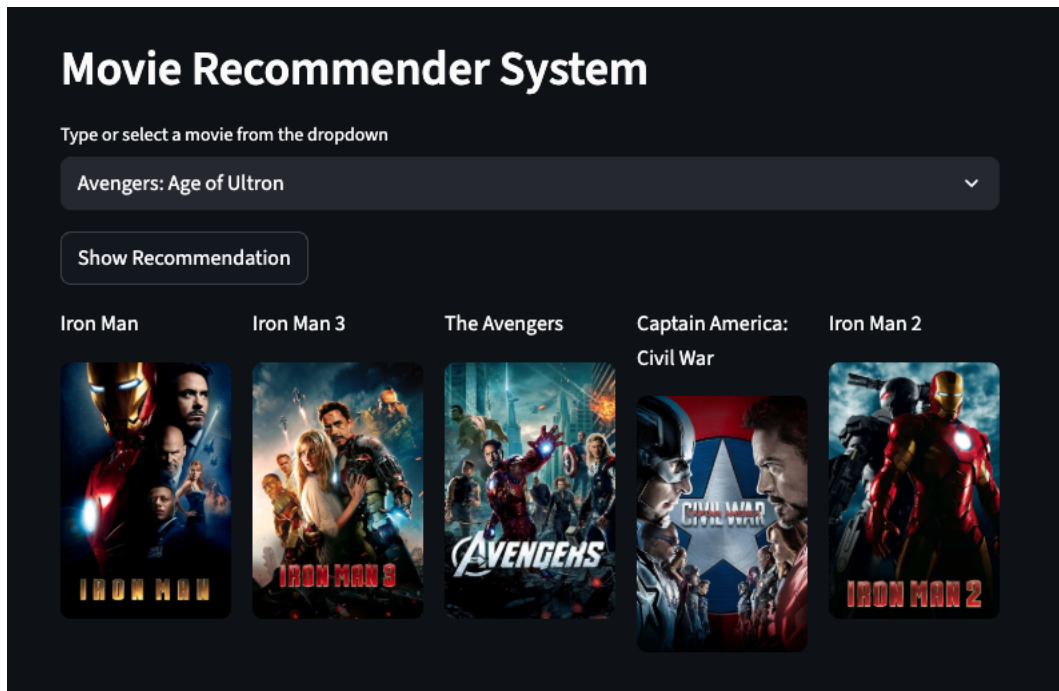 Movie Recommender System
Type or select a movie from the dropdown
Avengers: Age of Ultron
Show Recommendation
Iron Man
Iron Man 3
The Avengers
Captain America:
Civil War
Iron Man 2
IRON MAN
IRON MAN 3
AVENGERS
CAPTAIN AMERICA
CIVIL WAR
IRON MAN 2